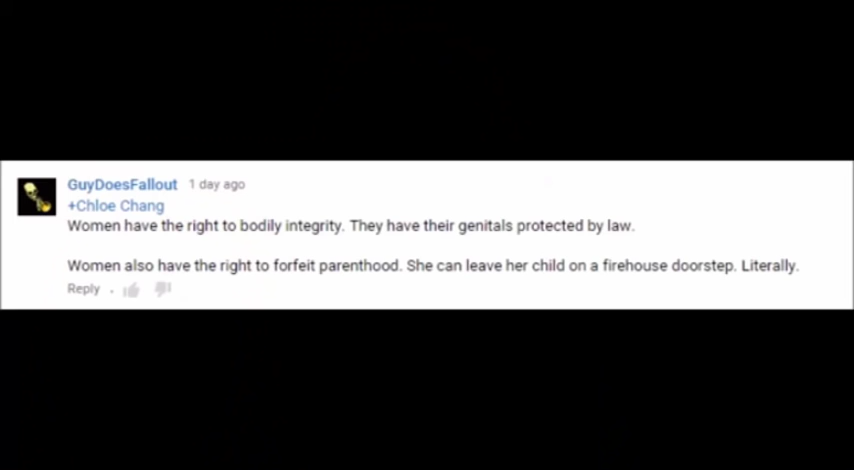 GuyDoesFallout 1 day ago
+Chloe Chang
Women have the right to bodily integrity. They have their genitals protected by law.
Women also have the right to forfeit parenthood. She can leave her child on a firehouse doorstep. Literally.
Reply .